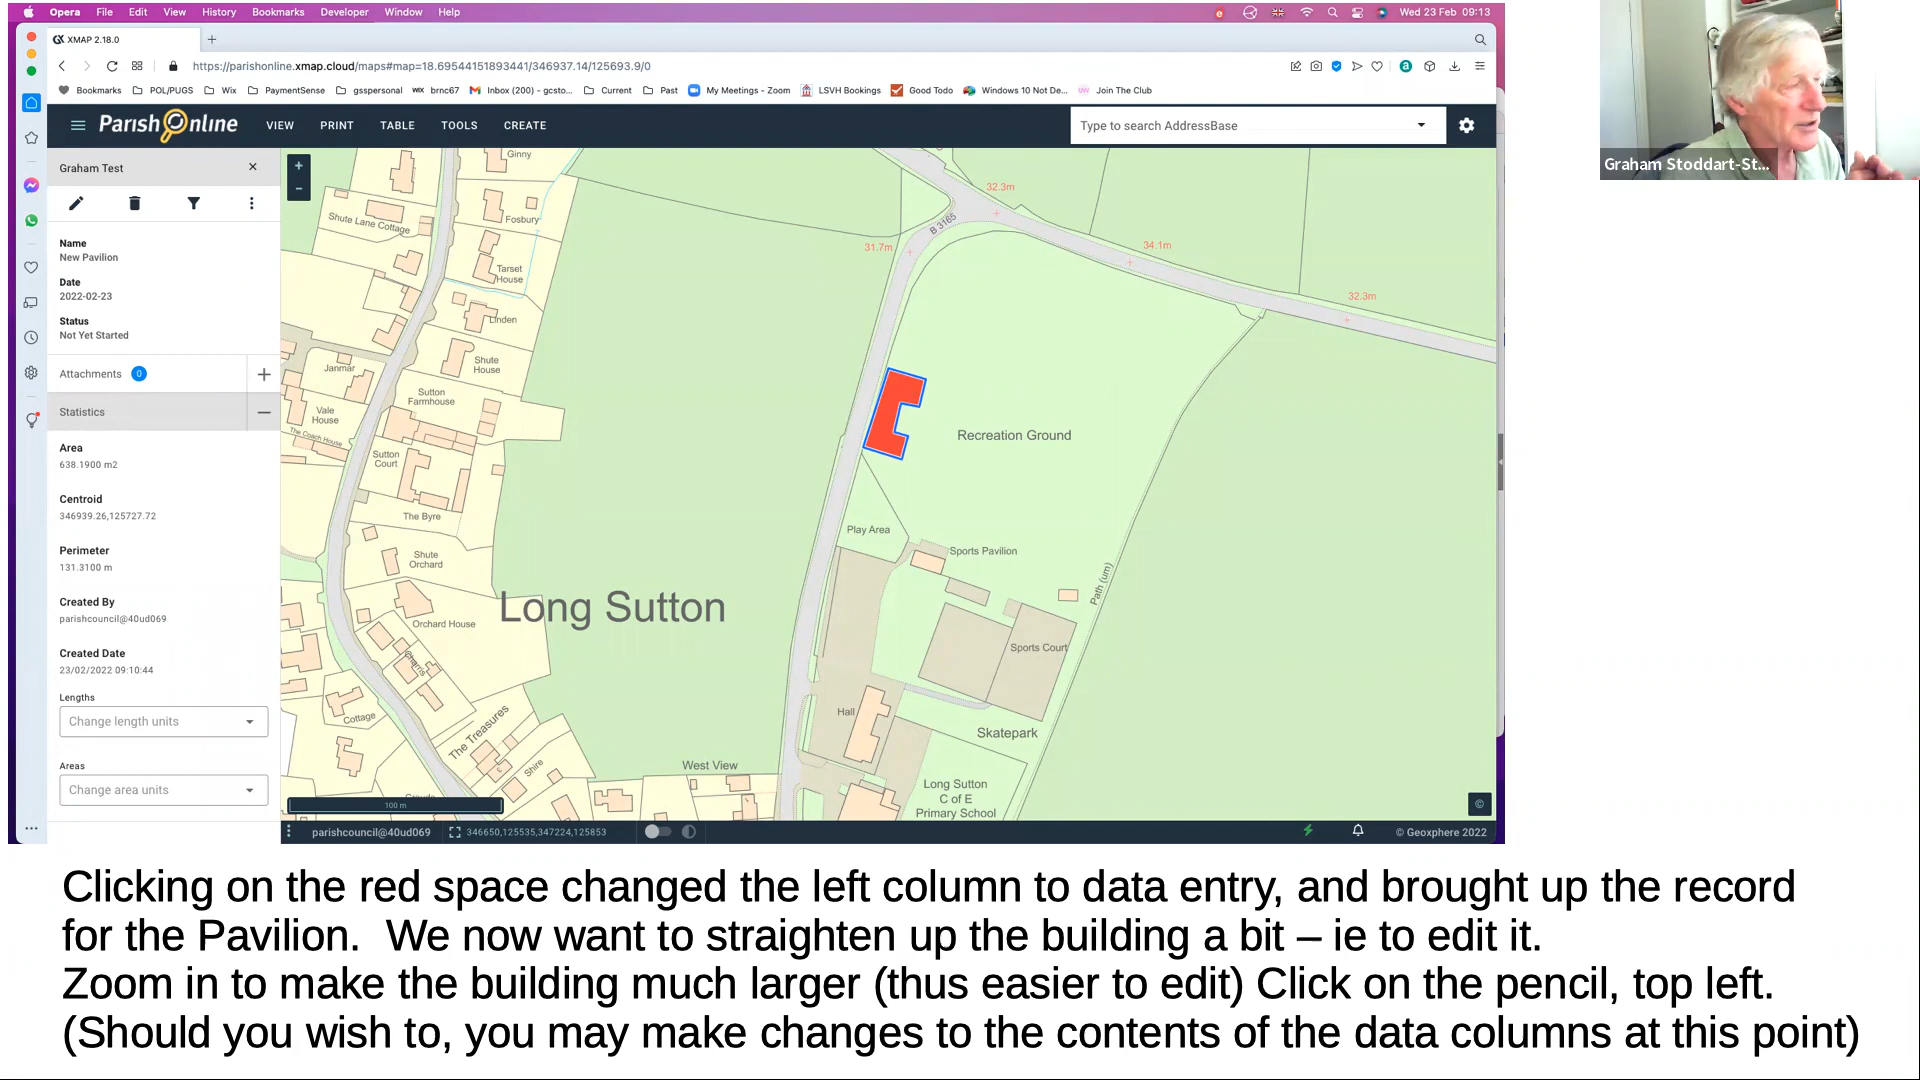 Opera File Edit View History Bookmarks Developer Window Help Wed 23 Feb 09:13
XMAP 2.18.0
https://parishonline.xmap.cloud/maps#map=18.69544151893441/346937.14/125693.9/0
Bookmarks POL/PUGS Wix PaymentSense gsspersonal WIX brnc67 Inbox (200) - gcsto... Current Past My Meetings - Zoom LSVH Bookings Good Todo Windows 10 Not De... Join The Club
Parish Online VIEW PRINT TABLE TOOLS CREATE Type to search AddressBase
Graham Test
Name
New Pavilion
Date
2022-02-23
Status
Not Yet Started
Attachments 0
Statistics
Area
638.1900 m2
Centroid
346939.26,125727.72
Perimeter
131.3100 m
Created By
parishcouncil@40ud069
Created Date
23/02/2022 09:10:44
Lengths
Change length units
Areas
Change area units
Ginny
Shute Lane Cottage
Fosbury
Tarset
House
Linden
Janmar
Shute
House
Sutton
Farmhouse
Vale
House
The Coach House
Sutton
Court
The Byre
Shute
Orchard
Orchard House
Cottage
The Treasures
Shire
West View
Long Sutton
B 3165
32.3m
31.7m
34.1m
32.3m
Recreation Ground
Play Area
Sports Pavilion
Path (um)
Sports Court
Hall
Skatepark
Long Sutton
C of E
Primary School
100 m
parishcouncil@40ud069 346650,125535,347224,125853 © Geoxphere 2022
Graham Stoddart-St...
Clicking on the red space changed the left column to data entry, and brought up the record
for the Pavilion. We now want to straighten up the building a bit – ie to edit it.
Zoom in to make the building much larger (thus easier to edit) Click on the pencil, top left.
(Should you wish to, you may make changes to the contents of the data columns at this point)